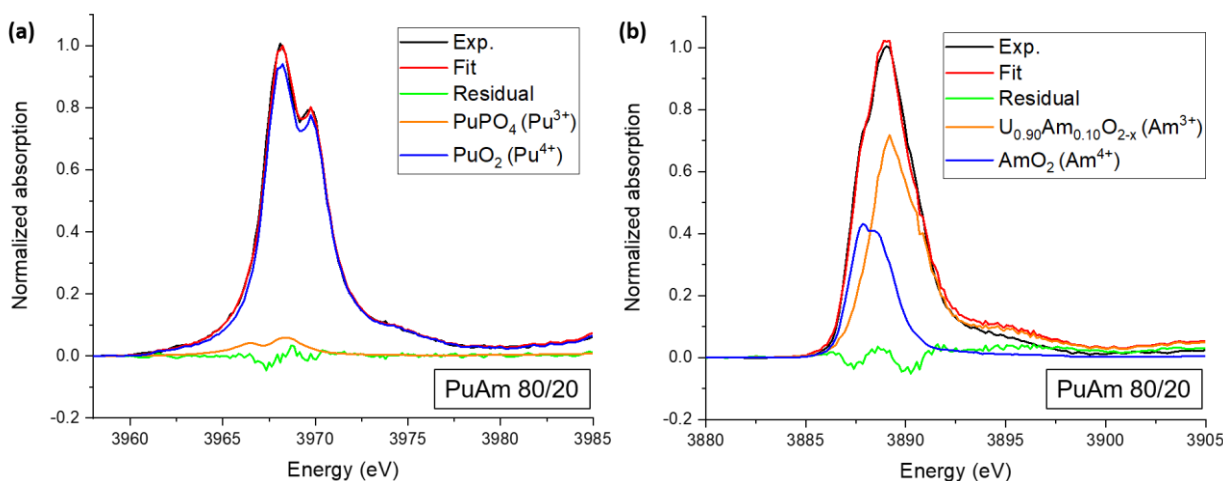 (a)
Exp.
Fit
Residual
PuPO₄ (Pu³⁺)
PuO₂ (Pu⁴⁺)
Normalized absorption
1.0
0.8
0.6
0.4
0.2
0.0
-0.2
PuAm 80/20
3960 3965 3970 3975 3980 3985
Energy (eV)
(b)
Exp.
Fit
Residual
U₀.₉₀Am₀.₁₀O₂₋ₓ (Am³⁺)
AmO₂ (Am⁴⁺)
Normalized absorption
1.0
0.8
0.6
0.4
0.2
0.0
-0.2
PuAm 80/20
3880 3885 3890 3895 3900 3905
Energy (eV)